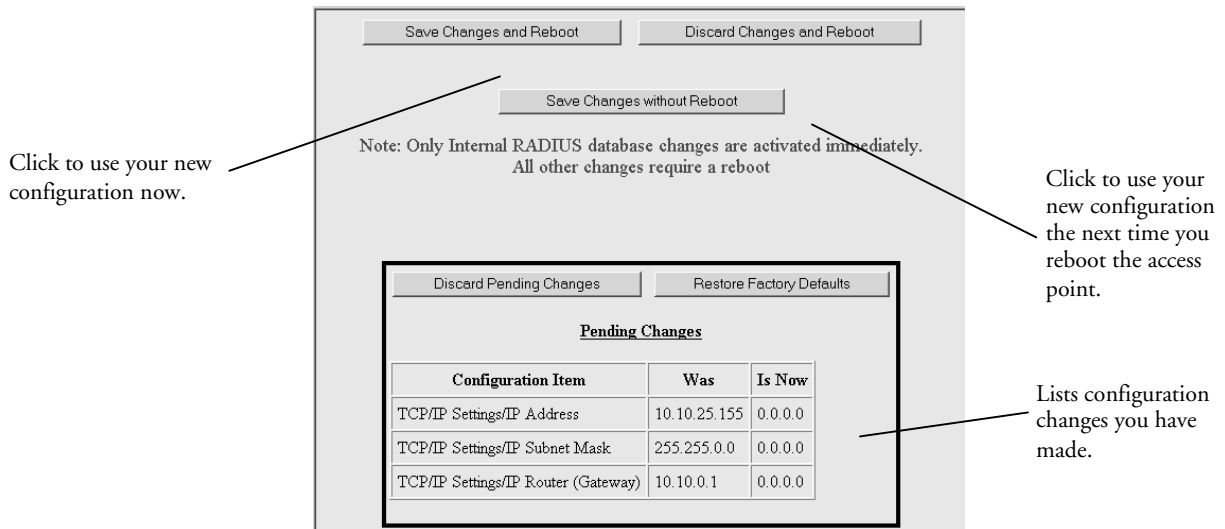 Save Changes and Reboot
Discard Changes and Reboot
Save Changes without Reboot
Note: Only Internal RADIUS database changes are activated immediately.
All other changes require a reboot
Click to use your new
configuration now.
Click to use your
new configuration
the next time you
reboot the access
point.
Discard Pending Changes
Restore Factory Defaults
Pending Changes
Configuration Item Was Is Now
TCP/IP Settings/IP Address 10.10.25.155 0.0.0.0
TCP/IP Settings/IP Subnet Mask 255.255.0.0 0.0.0.0
TCP/IP Settings/IP Router (Gateway) 10.10.0.1 0.0.0.0
Lists configuration
changes you have
made.